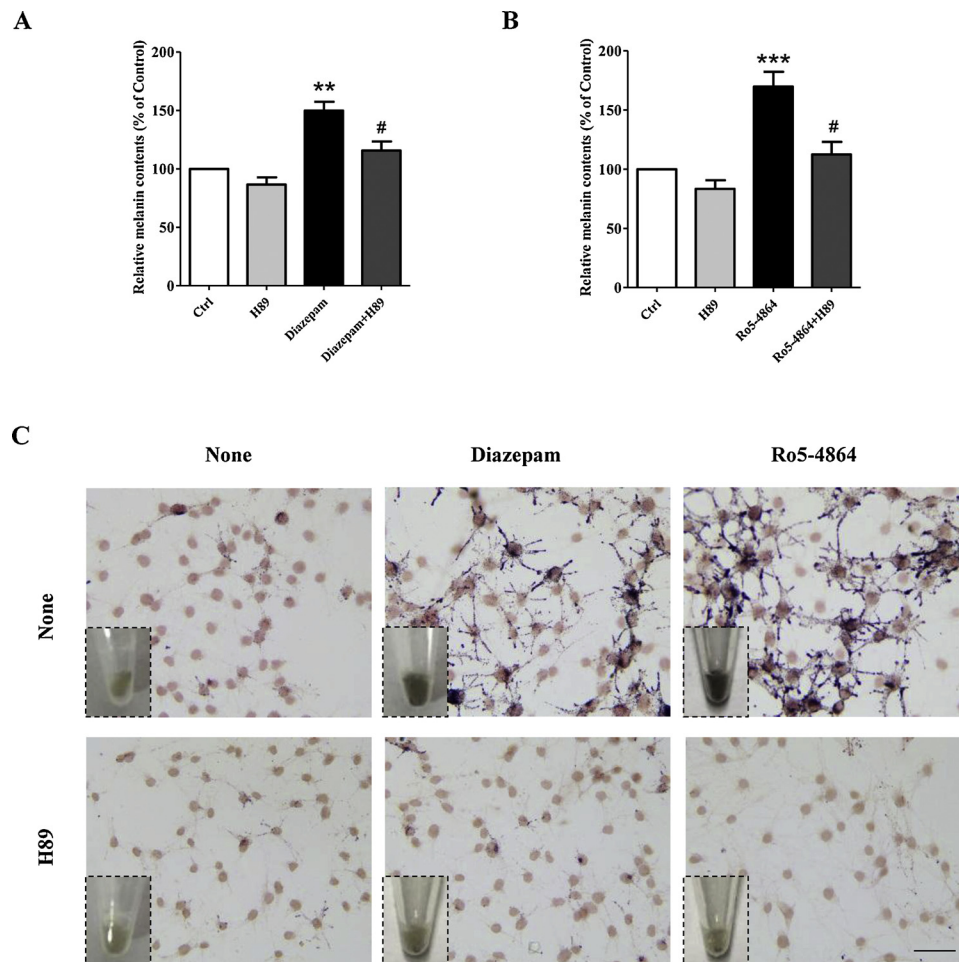 A
Relative melanin contents (% of Control)
200
150
100
50
0
**
#
Ctrl
H89
Diazepam
Diazepam+H89
B
Relative melanin contents (% of Control)
200
150
100
50
0
***
#
Ctrl
H89
Ro5-4864
Ro5-4864+H89
C
None
Diazepam
Ro5-4864
None
H89